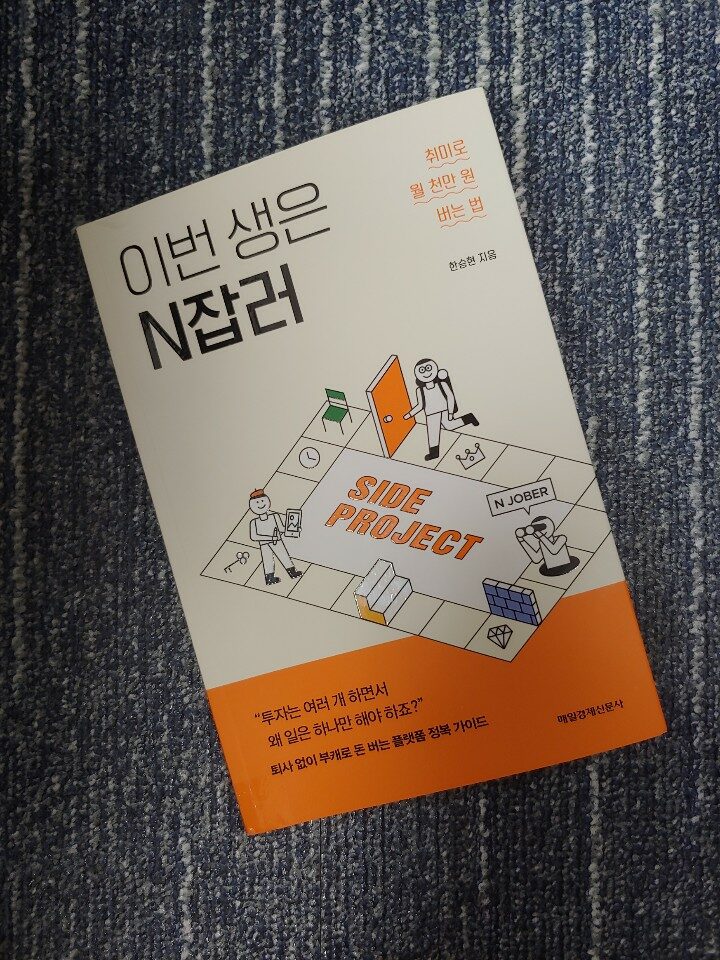 취미로
월 천만 원
버는 법
이번 생은
N잡러
한승현 지음
SIDE
PROJECT
N JOBER
“투자는 여러 개 하면서
왜 일은 하나만 해야 하죠?”
퇴사 없이 부캐로 돈 버는 플랫폼 정복 가이드
매일경제신문사